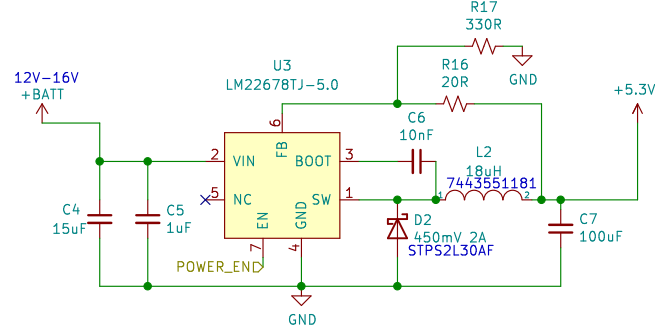 R17
330R
12V-16V
+BATT
U3
LM22678TJ-5.0
R16
20R
GND
+5.3V
C6
10nF
6
FB
2
VIN
BOOT
3
L2
18uH
7443551181
5
NC
SW
1
1
2
C4
15uF
C5
1uF
EN
GND
7
4
D2
450mV 2A
STPS2L30AF
C7
100uF
POWER_EN
GND